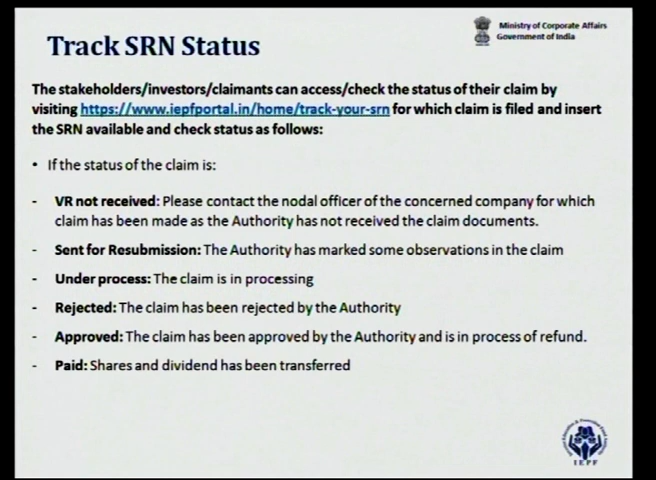 Ministry of Corporate Affairs
Government of India
Track SRN Status
The stakeholders/investors/claimants can access/check the status of their claim by
visiting https://www.iepfportal.in/home/track-your-srn for which claim is filed and insert
the SRN available and check status as follows:
• If the status of the claim is:
- VR not received: Please contact the nodal officer of the concerned company for which
claim has been made as the Authority has not received the claim documents.
- Sent for Resubmission: The Authority has marked some observations in the claim
- Under process: The claim is in processing
- Rejected: The claim has been rejected by the Authority
- Approved: The claim has been approved by the Authority and is in process of refund.
- Paid: Shares and dividend has been transferred
IEPF